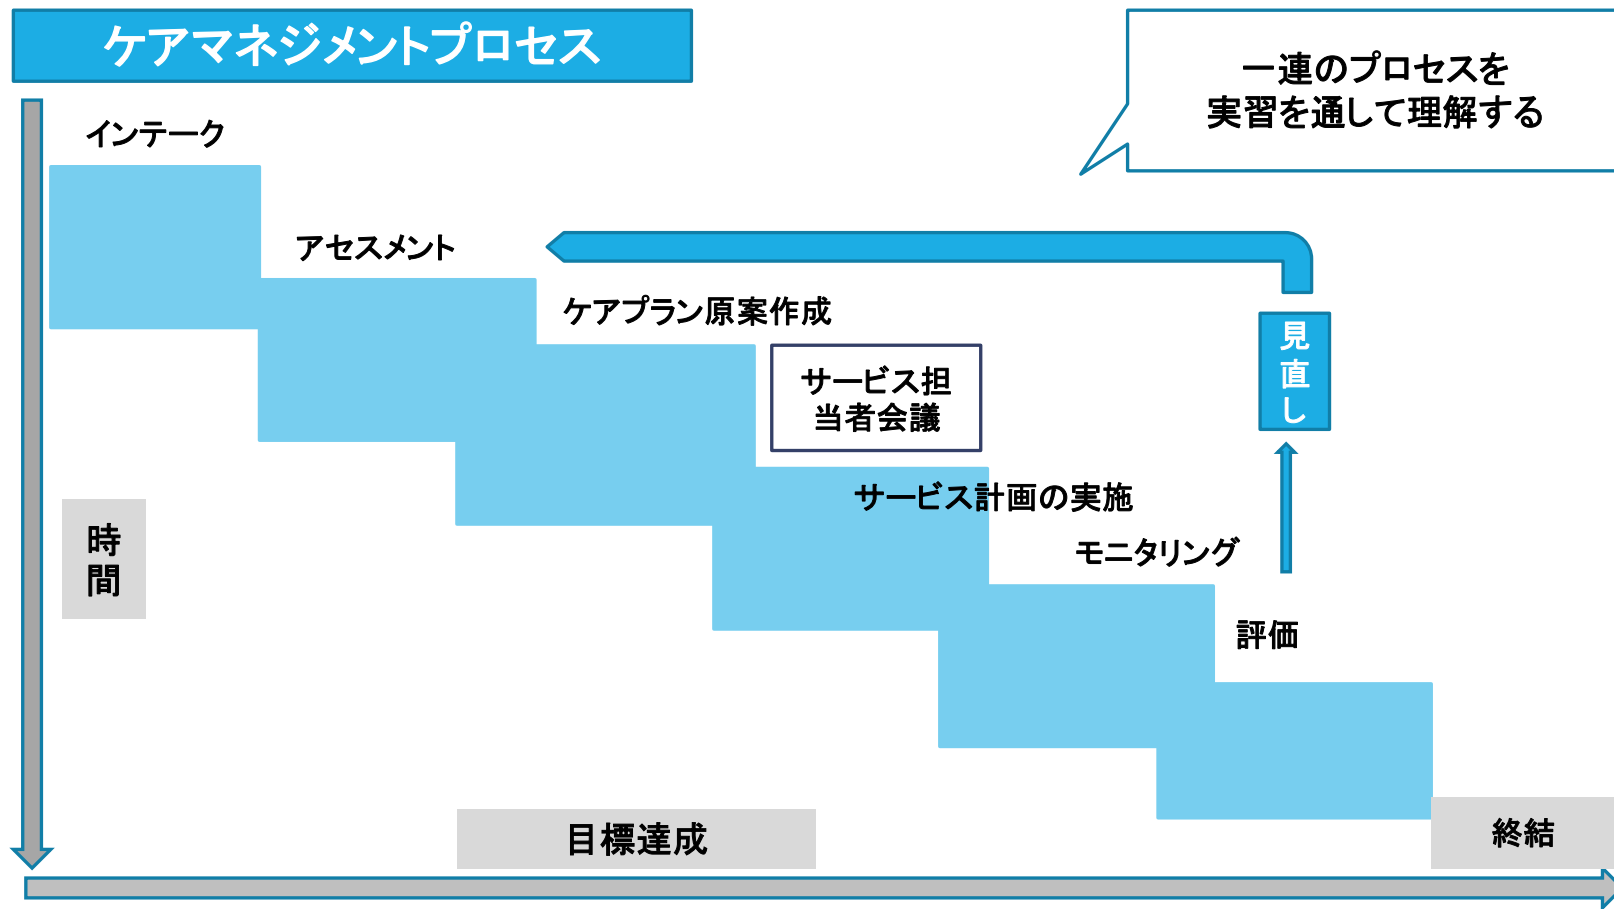 ケアマネジメントプロセス
一連のプロセスを
実習を通して理解する
インテーク
アセスメント
ケアプラン原案作成
サービス担
当者会議
見
直
し
サービス計画の実施
モニタリング
時
間
評価
目標達成
終結